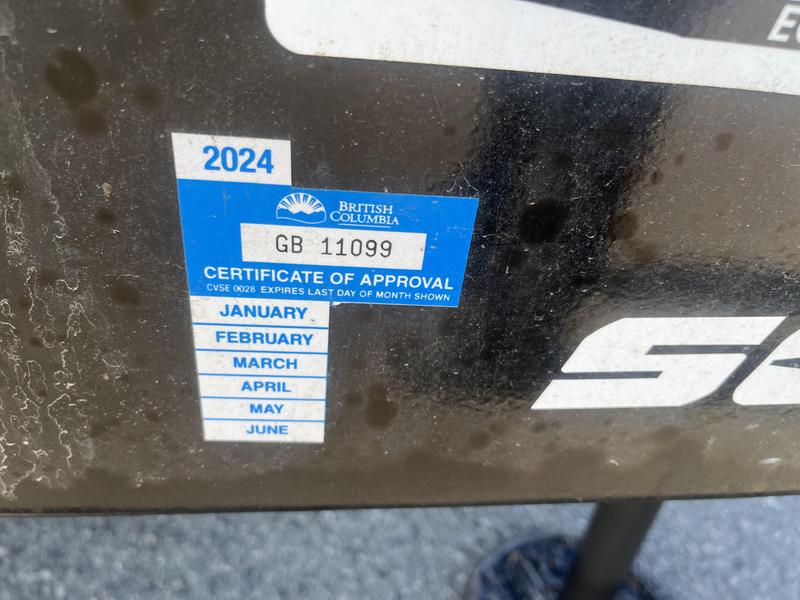 2024
BRITISH
COLUMBIA
GB 11099
CERTIFICATE OF APPROVAL
CVSE 0028 EXPIRES LAST DAY OF MONTH SHOWN
JANUARY
FEBRUARY
MARCH
APRIL
MAY
JUNE